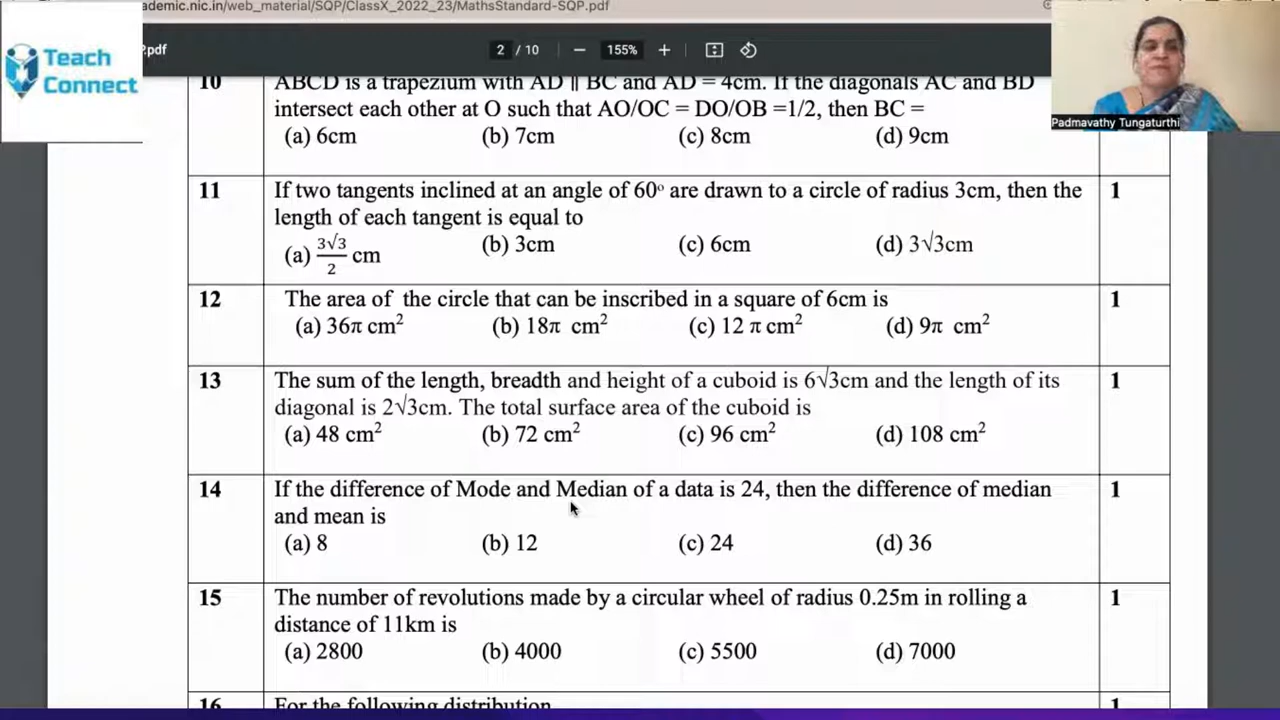 ademic.nic.in/web_material/SQP/ClassX_2022_23/MathsStandard-SQP.pdf
Teach
Connect
.pdf
2 / 10
155%
Padmavathy Tungaturthi
10 ABCD is a trapezium with AD ∥ BC and AD = 4cm. If the diagonals AC and BD
intersect each other at O such that AO/OC = DO/OB =1/2, then BC =
(a) 6cm (b) 7cm (c) 8cm (d) 9cm
11 If two tangents inclined at an angle of 60° are drawn to a circle of radius 3cm, then the 1
length of each tangent is equal to
(a) 3√3/2 cm (b) 3cm (c) 6cm (d) 3√3cm
12 The area of the circle that can be inscribed in a square of 6cm is 1
(a) 36π cm² (b) 18π cm² (c) 12 π cm² (d) 9π cm²
13 The sum of the length, breadth and height of a cuboid is 6√3cm and the length of its 1
diagonal is 2√3cm. The total surface area of the cuboid is
(a) 48 cm² (b) 72 cm² (c) 96 cm² (d) 108 cm²
14 If the difference of Mode and Median of a data is 24, then the difference of median 1
and mean is
(a) 8 (b) 12 (c) 24 (d) 36
15 The number of revolutions made by a circular wheel of radius 0.25m in rolling a 1
distance of 11km is
(a) 2800 (b) 4000 (c) 5500 (d) 7000
16 For the following distribution 1